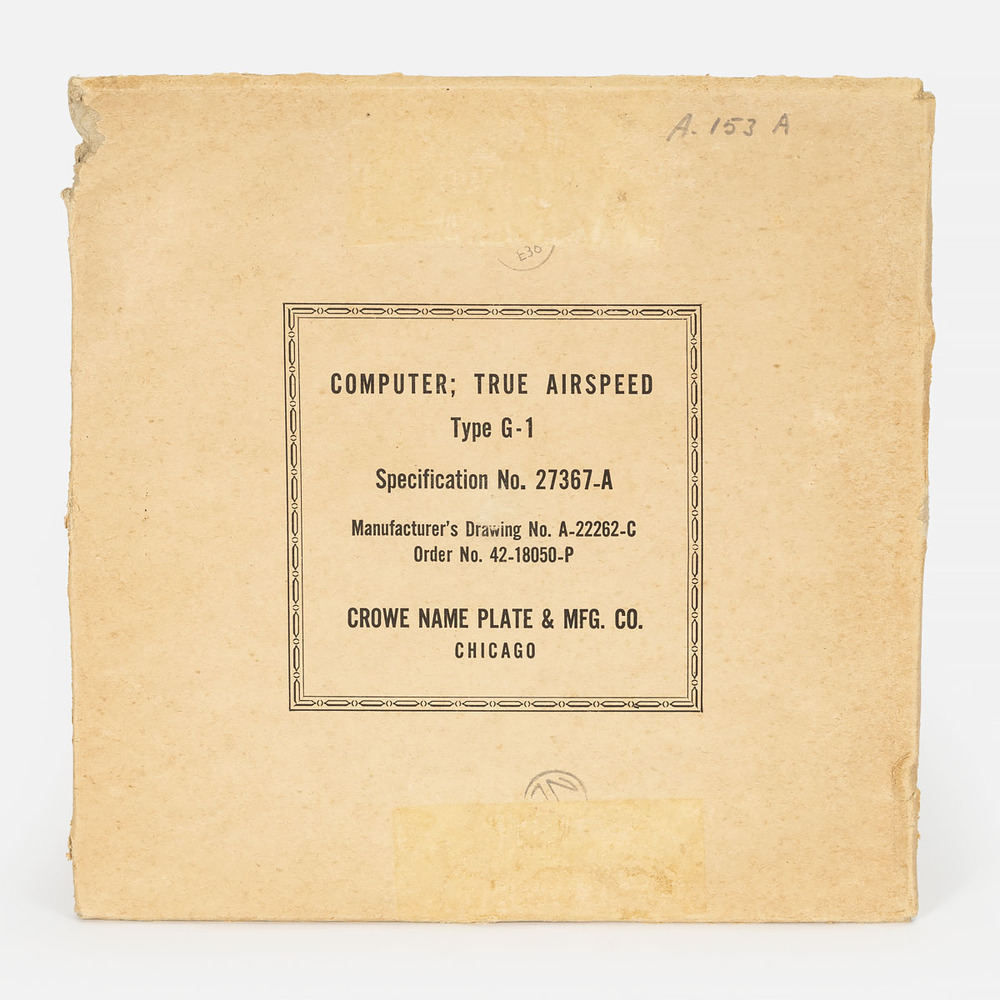 A. 153 A
E30
COMPUTER; TRUE AIRSPEED
Type G-1
Specification No. 27367-A
Manufacturer's Drawing No. A-22262-C
Order No. 42-18050-P
CROWE NAME PLATE & MFG. CO.
CHICAGO